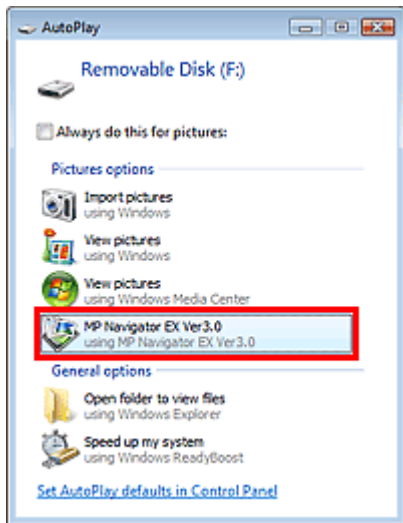 AutoPlay
Removable Disk (F:)
Always do this for pictures:
Pictures options
Import pictures
using Windows
View pictures
using Windows
View pictures
using Windows Media Center
MP Navigator EX Ver3.0
using MP Navigator EX Ver3.0
General options
Open folder to view files
using Windows Explorer
Speed up my system
using Windows ReadyBoost
Set AutoPlay defaults in Control Panel